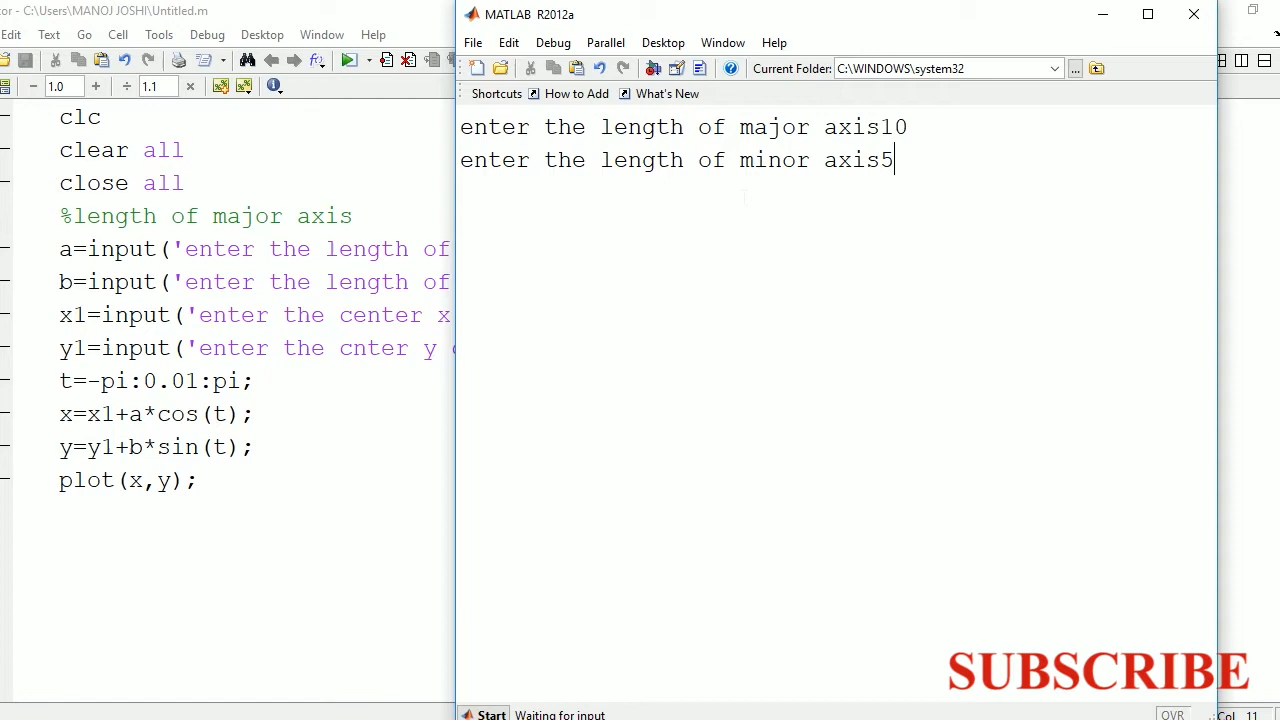 tor - C:\Users\MANOJ JOSHI\Untitled.m
Edit Text Go Cell Tools Debug Desktop Window Help
1.0
1.1
clc
clear all
close all
%length of major axis
a=input('enter the length of
b=input('enter the length of
x1=input('enter the center x
y1=input('enter the cnter y
t=-pi:0.01:pi;
x=x1+a*cos(t);
y=y1+b*sin(t);
plot(x,y);
MATLAB R2012a
File Edit Debug Parallel Desktop Window Help
Current Folder: C:\WINDOWS\system32
Shortcuts How to Add What's New
enter the length of major axis10
enter the length of minor axis5
SUBSCRIBE
Start Waiting for input OVR
Col 11